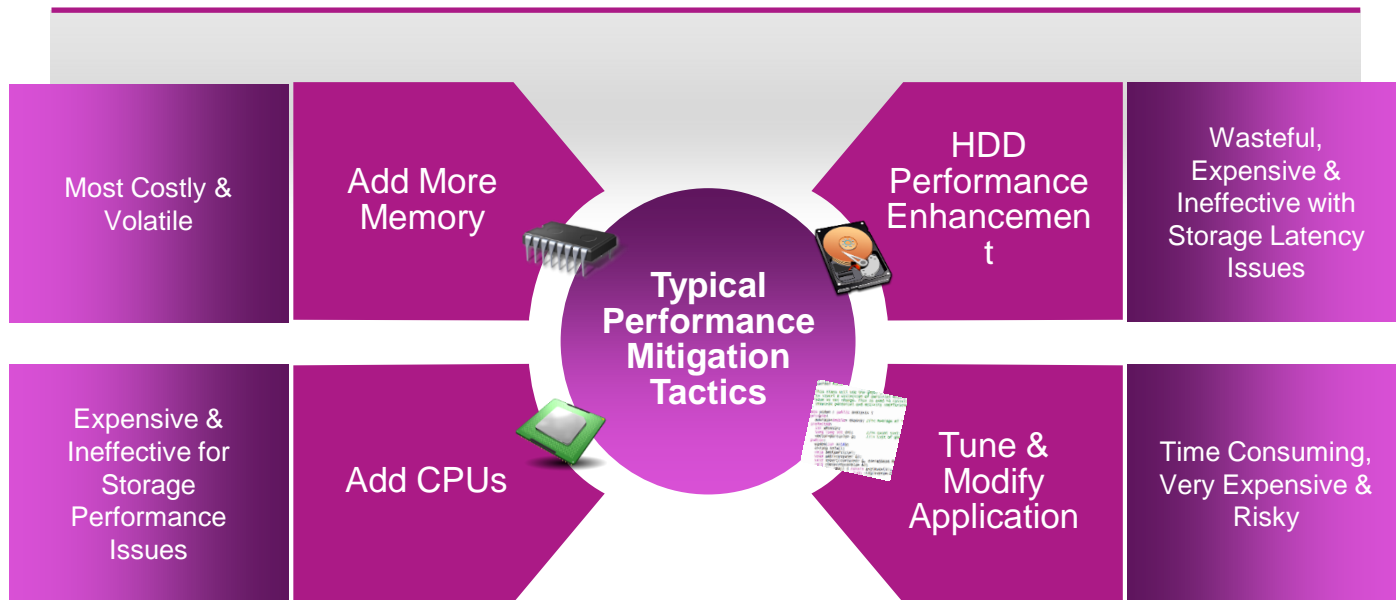 Most Costly &
Volatile
Add More
Memory
HDD
Performance
Enhancemen
t
Wasteful,
Expensive &
Ineffective with
Storage Latency
Issues
Typical
Performance
Mitigation
Tactics
Expensive &
Ineffective for
Storage
Performance
Issues
Add CPUs
Tune &
Modify
Application
Time Consuming,
Very Expensive &
Risky